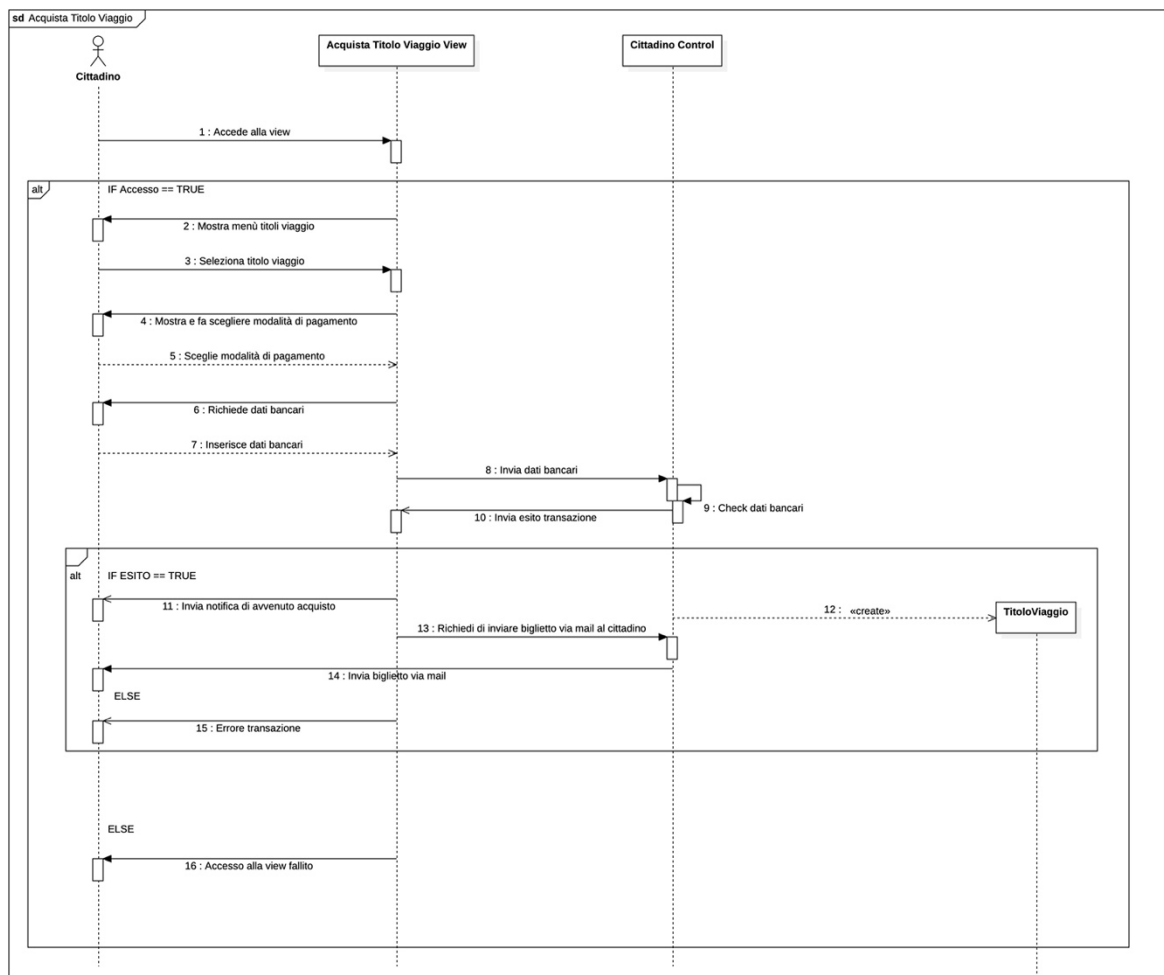 sd Acquista Titolo Viaggio
Cittadino
Acquista Titolo Viaggio View
Cittadino Control
1 : Accede alla view
alt
IF Accesso == TRUE
2 : Mostra menù titoli viaggio
3 : Seleziona titolo viaggio
4 : Mostra e fa scegliere modalità di pagamento
5 : Sceglie modalità di pagamento
6 : Richiede dati bancari
7 : Inserisce dati bancari
8 : Invia dati bancari
9 : Check dati bancari
10 : Invia esito transazione
alt
IF ESITO == TRUE
11 : Invia notifica di avvenuto acquisto
12 : «create»
TitoloViaggio
13 : Richiedi di inviare biglietto via mail al cittadino
14 : Invia biglietto via mail
ELSE
15 : Errore transazione
ELSE
16 : Accesso alla view fallito